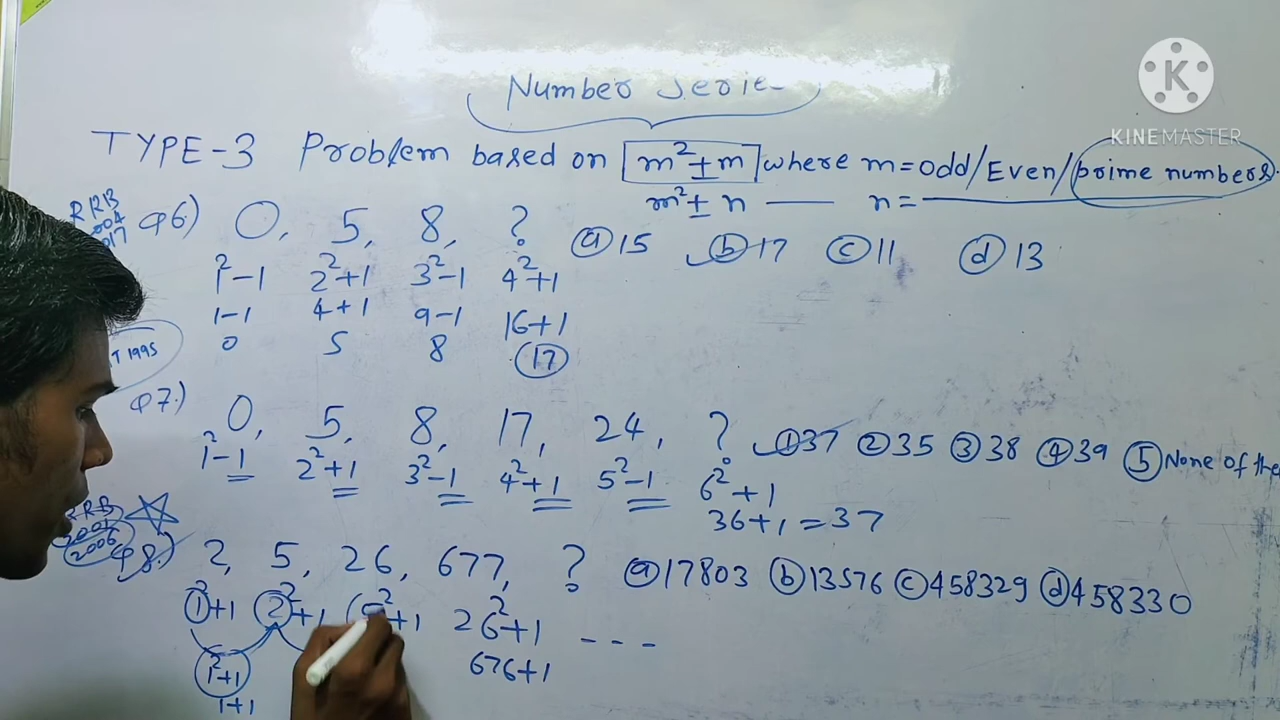 Number Serie
K
KINEMASTER
TYPE-3 Problem based on m²±m where m=odd/Even/prime numbers.
m²± n —— n= ——
RRB
2017
Q6.) 0, 5, 8, ? ⓐ15 ⓑ17 ⓒ11 ⓓ13
1²-1 2²+1 3²-1 4²+1
1-1 4+1 9-1 16+1
0 5 8 17
T 1995
Q7.) 0, 5, 8, 17, 24, ? ①37 ②35 ③38 ④39 ⑤None of the
1²-1 2²+1 3²-1 4²+1 5²-1 6²+1
36+1=37
RRB
2006
Q8.) 2, 5, 26, 677, ? ⓐ17803 ⓑ13576 ⓒ458329 ⓓ458330
1²+1 2²+1 5²+1 26²+1 ---
1²+1 676+1
1+1